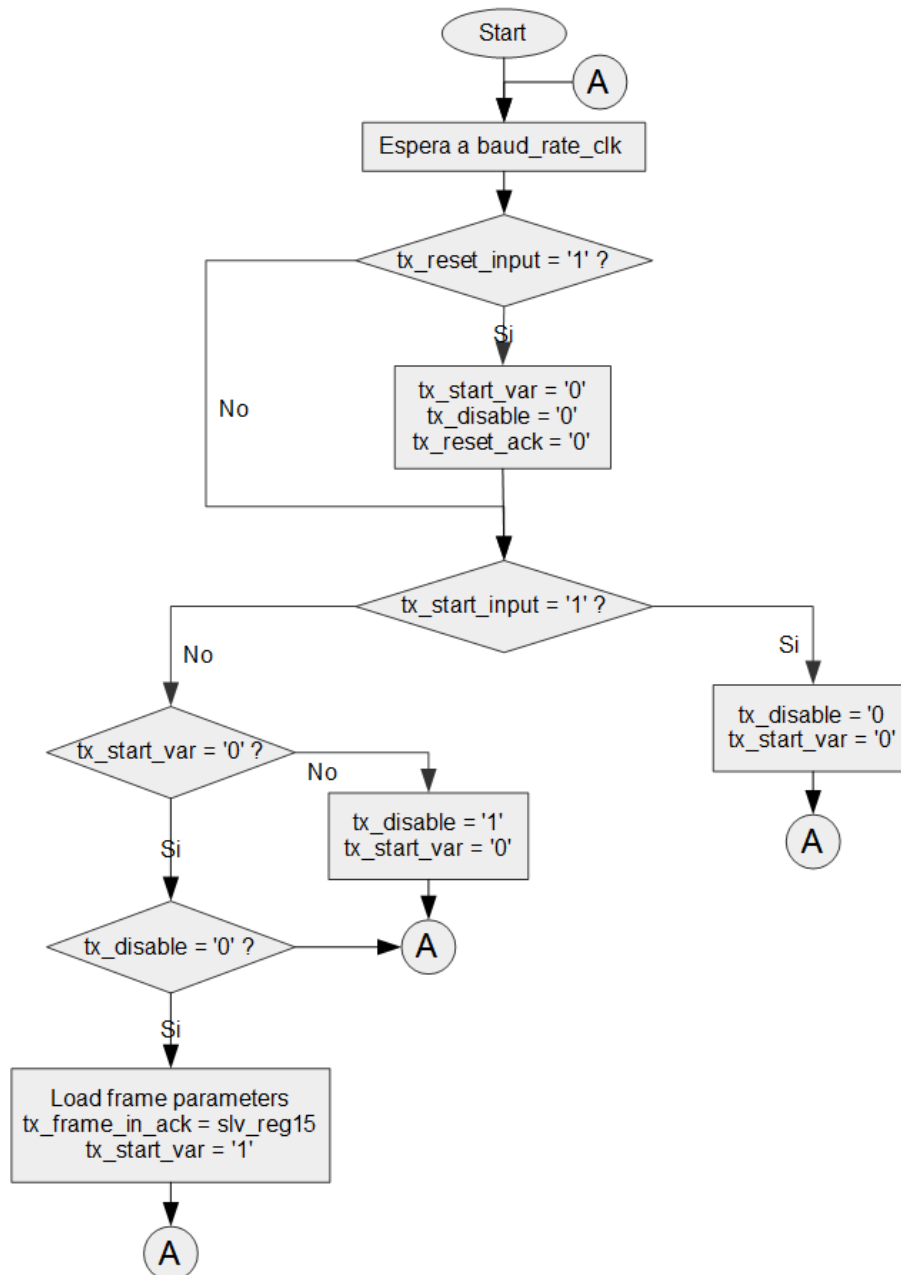 Start
A
Espera a baud_rate_clk
tx_reset_input = '1' ?
Si
No
tx_start_var = '0'
tx_disable = '0'
tx_reset_ack = '0'
tx_start_input = '1' ?
No
Si
tx_disable = '0
tx_start_var = '0'
A
tx_start_var = '0' ?
No
tx_disable = '1'
tx_start_var = '0'
Si
tx_disable = '0' ?
A
Si
Load frame parameters
tx_frame_in_ack = slv_reg15
tx_start_var = '1'
A